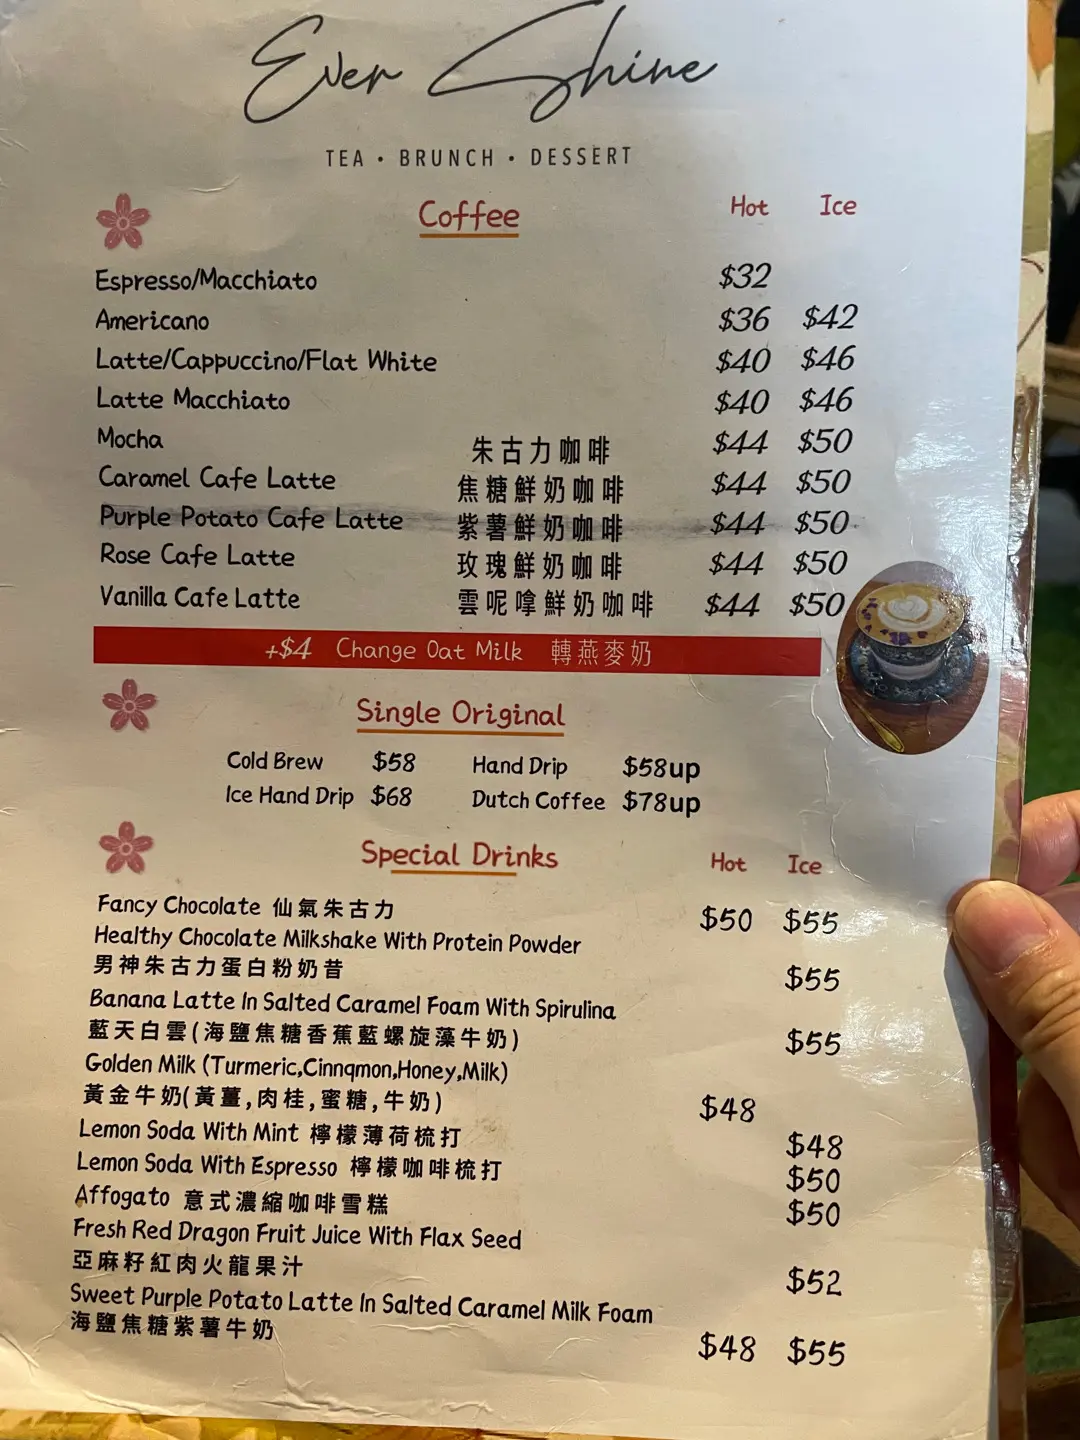 Ever Shine
TEA • BRUNCH • DESSERT
Coffee Hot Ice
Espresso/Macchiato $32
Americano $36 $42
Latte/Cappuccino/Flat White $40 $46
Latte Macchiato $40 $46
Mocha 朱古力咖啡 $44 $50
Caramel Cafe Latte 焦糖鮮奶咖啡 $44 $50
Purple Potato Cafe Latte 紫薯鮮奶咖啡 $44 $50
Rose Cafe Latte 玫瑰鮮奶咖啡 $44 $50
Vanilla Cafe Latte 雲呢嗱鮮奶咖啡 $44 $50
+$4 Change Oat Milk 轉燕麥奶
Single Original
Cold Brew $58 Hand Drip $58up
Ice Hand Drip $68 Dutch Coffee $78up
Special Drinks Hot Ice
Fancy Chocolate 仙氣朱古力 $50 $55
Healthy Chocolate Milkshake With Protein Powder
男神朱古力蛋白粉奶昔 $55
Banana Latte In Salted Caramel Foam With Spirulina
藍天白雲(海鹽焦糖香蕉藍螺旋藻牛奶) $55
Golden Milk (Turmeric,Cinnqmon,Honey,Milk)
黃金牛奶(黃薑,肉桂,蜜糖,牛奶) $48
Lemon Soda With Mint 檸檬薄荷梳打 $48
Lemon Soda With Espresso 檸檬咖啡梳打 $50
Affogato 意式濃縮咖啡雪糕 $50
Fresh Red Dragon Fruit Juice With Flax Seed
亞麻籽紅肉火龍果汁 $52
Sweet Purple Potato Latte In Salted Caramel Milk Foam
海鹽焦糖紫薯牛奶 $48 $55